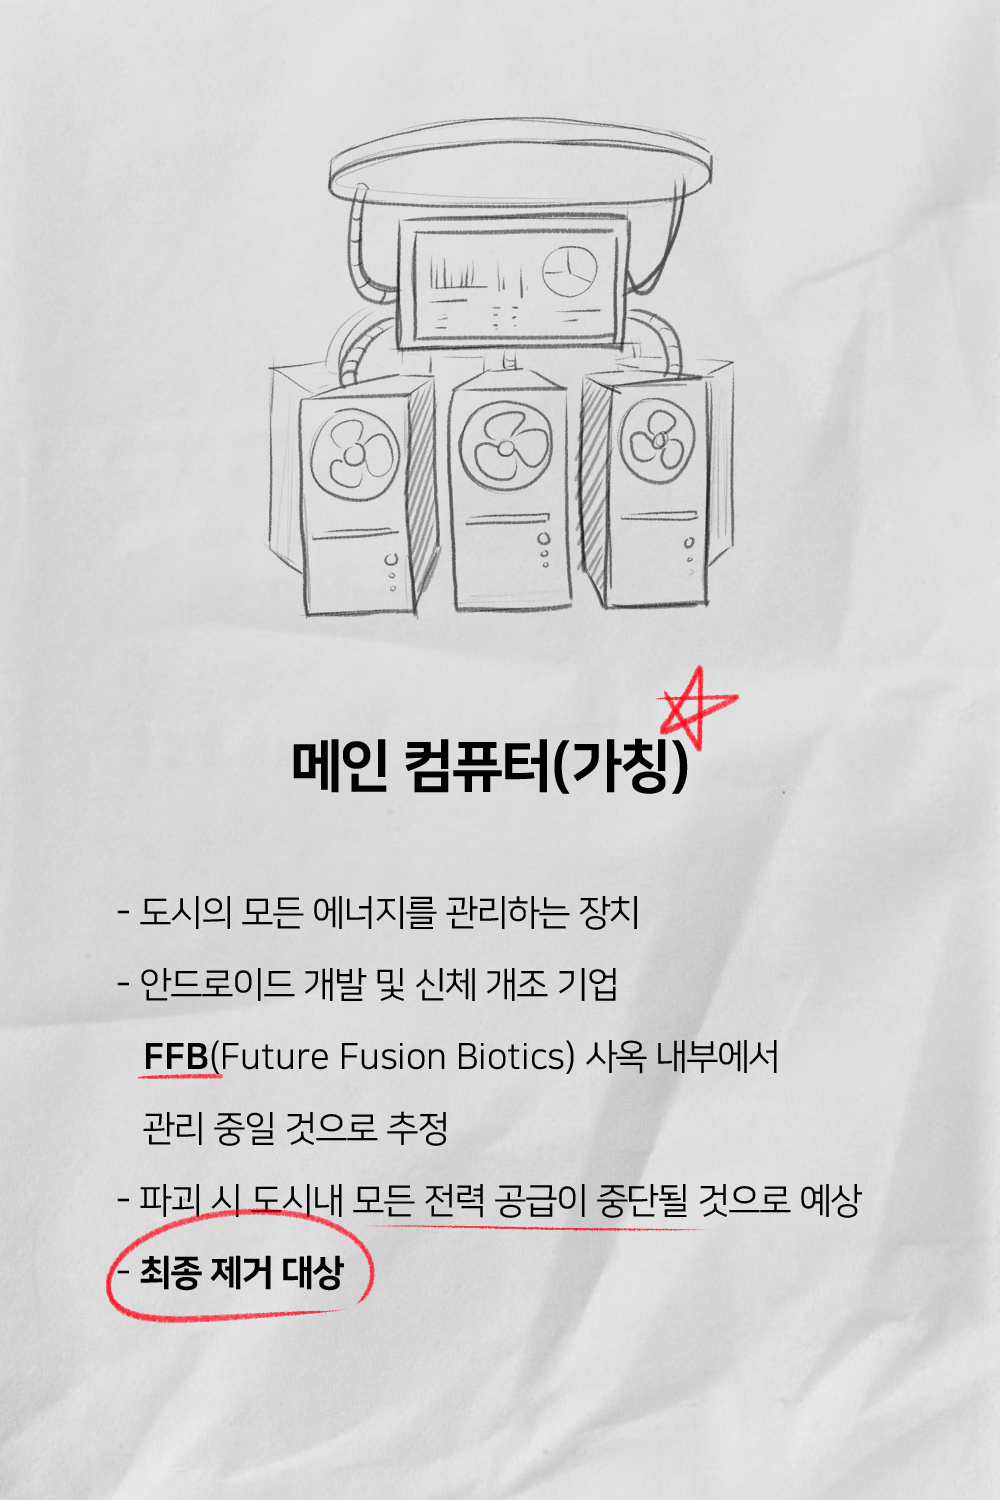 메인 컴퓨터(가칭)
- 도시의 모든 에너지를 관리하는 장치
- 안드로이드 개발 및 신체 개조 기업
FFB(Future Fusion Biotics) 사옥 내부에서
관리 중일 것으로 추정
- 파괴 시 도시내 모든 전력 공급이 중단될 것으로 예상
- 최종 제거 대상